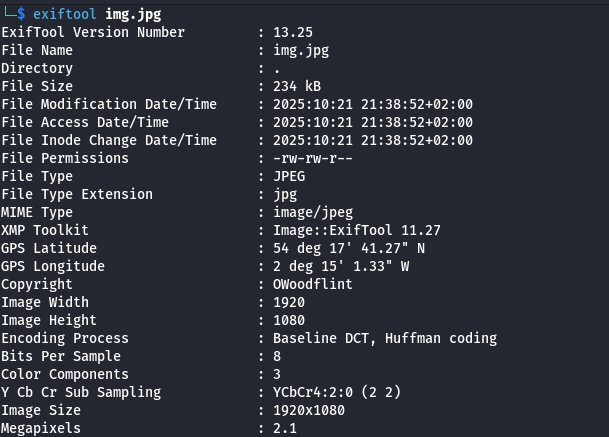 └─$ exiftool img.jpg
ExifTool Version Number         : 13.25
File Name                       : img.jpg
Directory                       : .
File Size                       : 234 kB
File Modification Date/Time     : 2025:10:21 21:38:52+02:00
File Access Date/Time           : 2025:10:21 21:38:52+02:00
File Inode Change Date/Time     : 2025:10:21 21:38:52+02:00
File Permissions                : -rw-rw-r--
File Type                       : JPEG
File Type Extension             : jpg
MIME Type                       : image/jpeg
XMP Toolkit                     : Image::ExifTool 11.27
GPS Latitude                    : 54 deg 17' 41.27" N
GPS Longitude                   : 2 deg 15' 1.33" W
Copyright                       : OWoodflint
Image Width                     : 1920
Image Height                    : 1080
Encoding Process                : Baseline DCT, Huffman coding
Bits Per Sample                 : 8
Color Components                : 3
Y Cb Cr Sub Sampling            : YCbCr4:2:0 (2 2)
Image Size                      : 1920x1080
Megapixels                      : 2.1